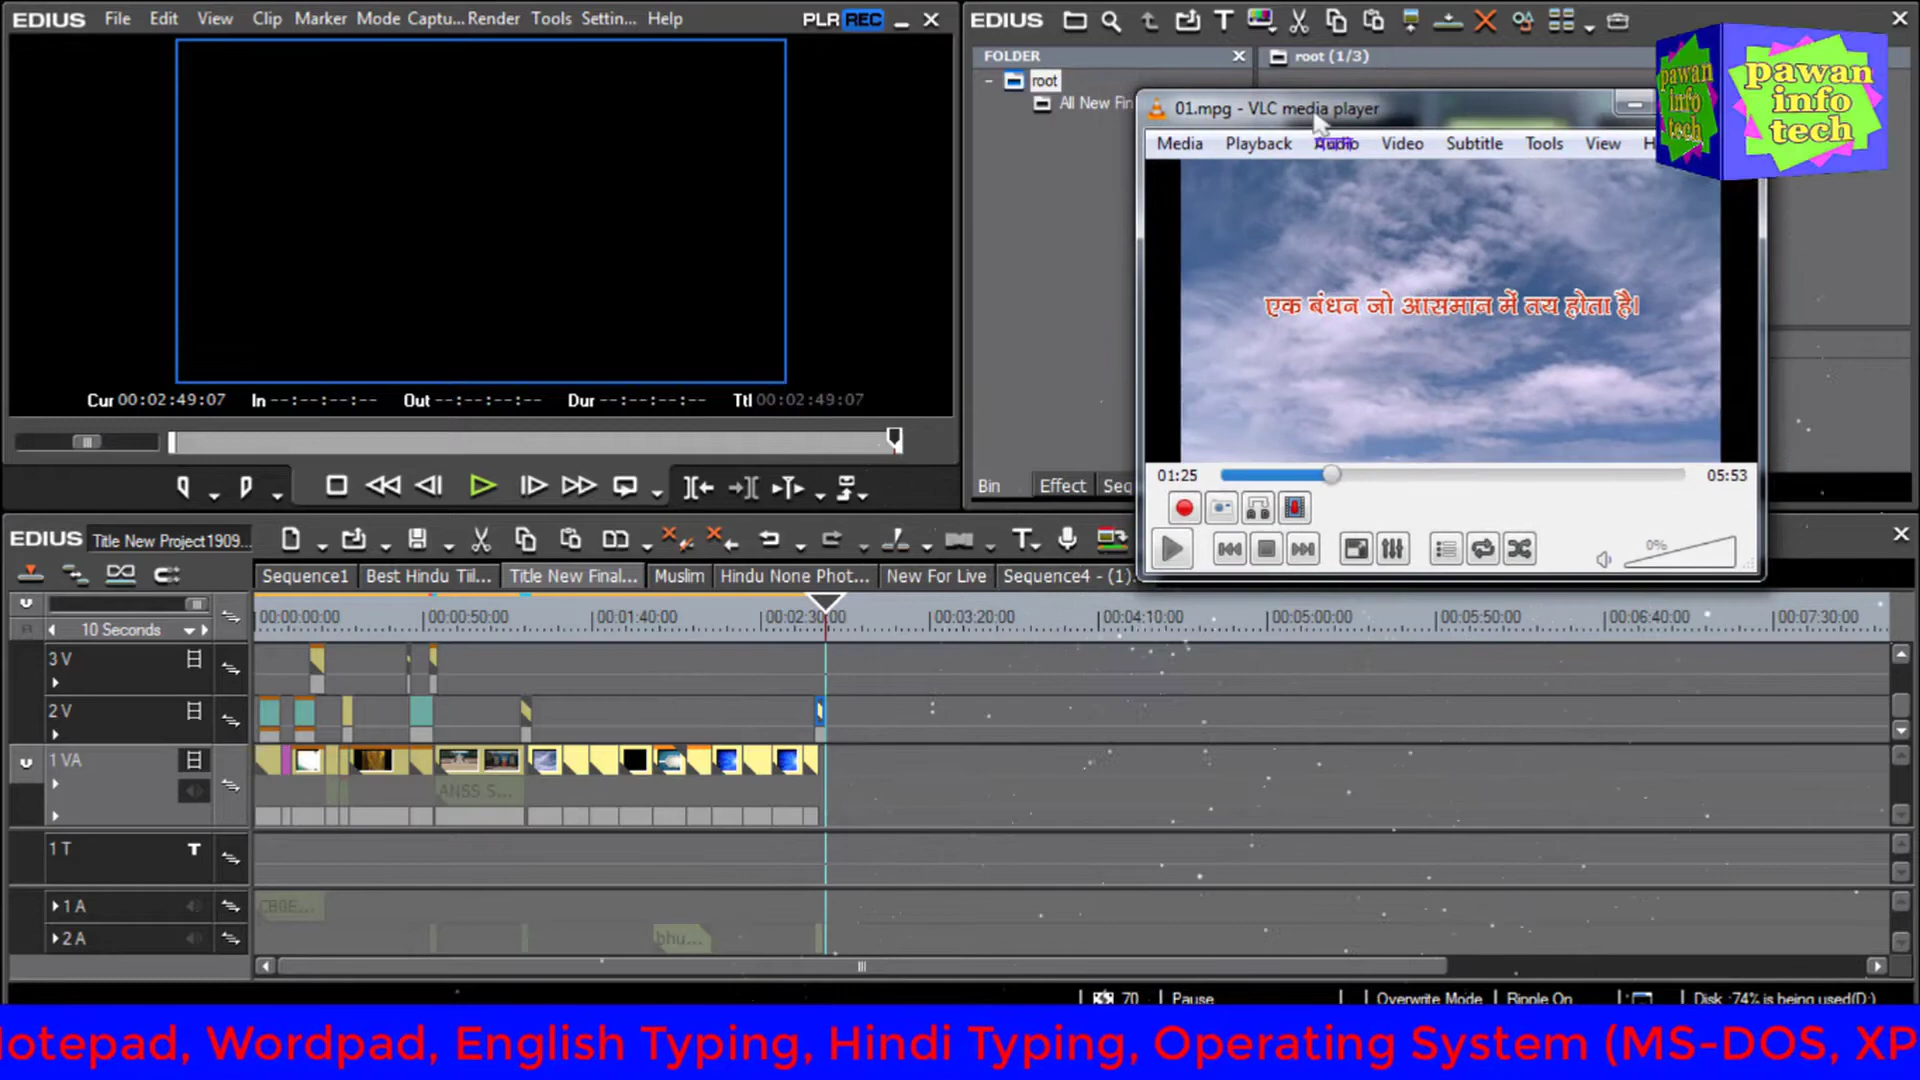 EDIUS File Edit View Clip Marker Mode Captu... Render Tools Settin... Help PLR REC
Cur 00:02:49:07 In --:--:--:-- Out --:--:--:-- Dur --:--:--:-- Ttl 00:02:49:07
EDIUS
FOLDER
root
All New Fin
root (1/3)
Bin Effect Seq
pawan
info
tech
pawan
info
tech
01.mpg - VLC media player
Media Playback Audio Video Subtitle Tools View H
एक बंधन जो आसमान में तय होता है।
01:25 05:53
0%
EDIUS Title New Project1909...
Sequence1 Best Hindu Tiil... Title New Final... Muslim Hindu None Phot... New For Live Sequence4 - (1)
00:00:00:00 00:00:50:00 00:01:40:00 00:02:30:00 00:03:20:00 00:04:10:00 00:05:00:00 00:05:50:00 00:06:40:00 00:07:30:00
10 Seconds
3 V
2 V
1 VA
ANSS S...
1 T T
1 A CBOE...
2 A bhu...
70 Pause Overwrite Mode Ripple On Disk :74% is being used(D:)
Notepad, Wordpad, English Typing, Hindi Typing, Operating System (MS-DOS, XP